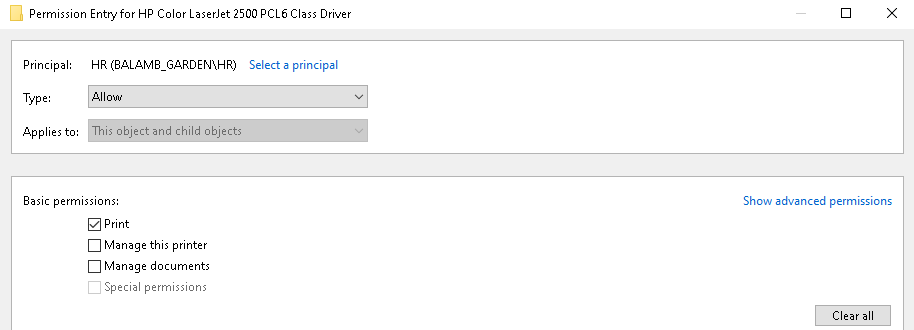 Permission Entry for HP Color LaserJet 2500 PCL6 Class Driver
Principal: HR (BALAMB_GARDEN\HR) Select a principal
Type: Allow
Applies to: This object and child objects
Basic permissions: Show advanced permissions
Print
Manage this printer
Manage documents
Special permissions
Clear all